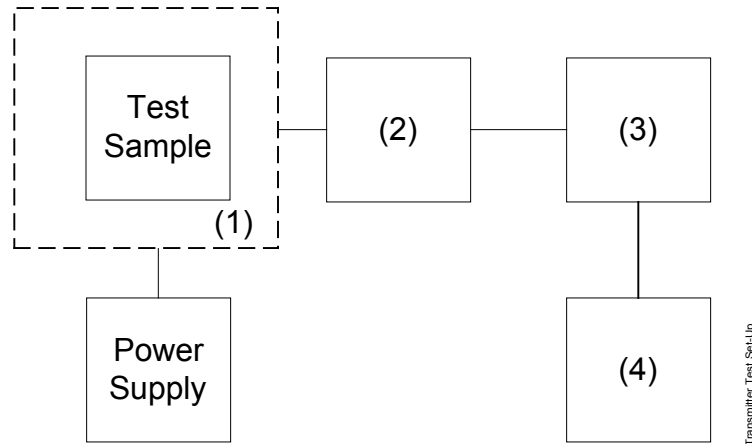 Test
Sample
(1)
(2)
(3)
Power
Supply
(4)
Transmitter Test Set-Up